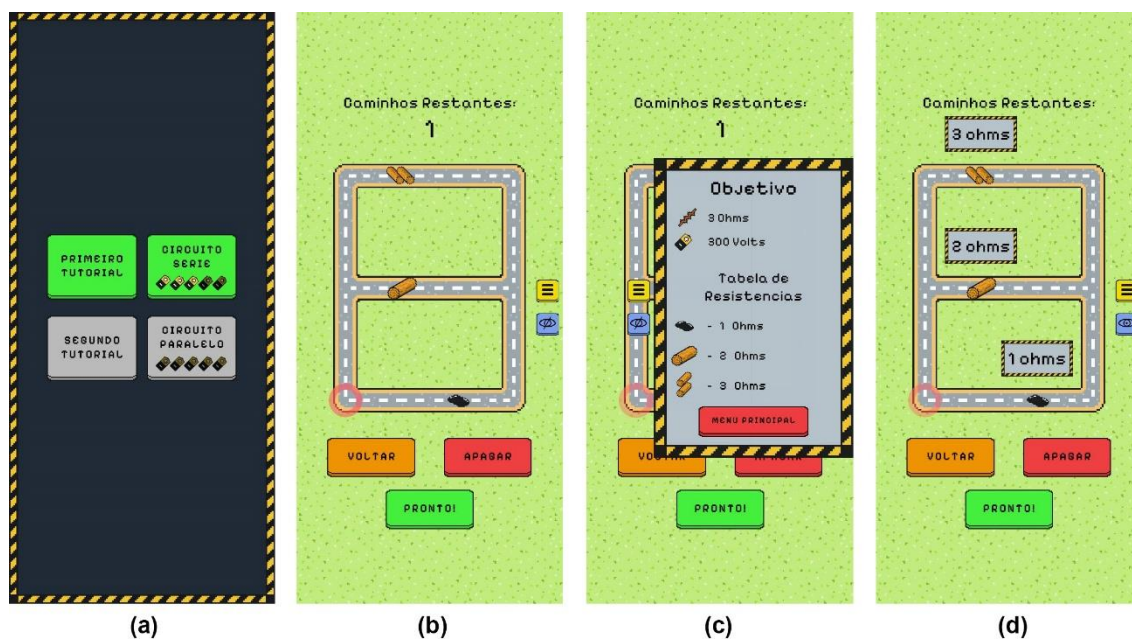 PRIMEIRO
TUTORIAL
CIRCUITO
SERIE
SEGUNDO
TUTORIAL
CIRCUITO
PARALELO
(a)
Caminhos Restantes:
1
VOLTAR
APAGAR
PRONTO!
(b)
Caminhos Restantes:
1
Objetivo
3 Ohms
300 Volts
Tabela de
Resistencias
- 1 Ohms
- 2 Ohms
- 3 Ohms
MENU PRINCIPAL
VOLTAR
APAGAR
PRONTO!
(c)
Caminhos Restantes:
3 ohms
2 ohms
1 ohms
VOLTAR
APAGAR
PRONTO!
(d)